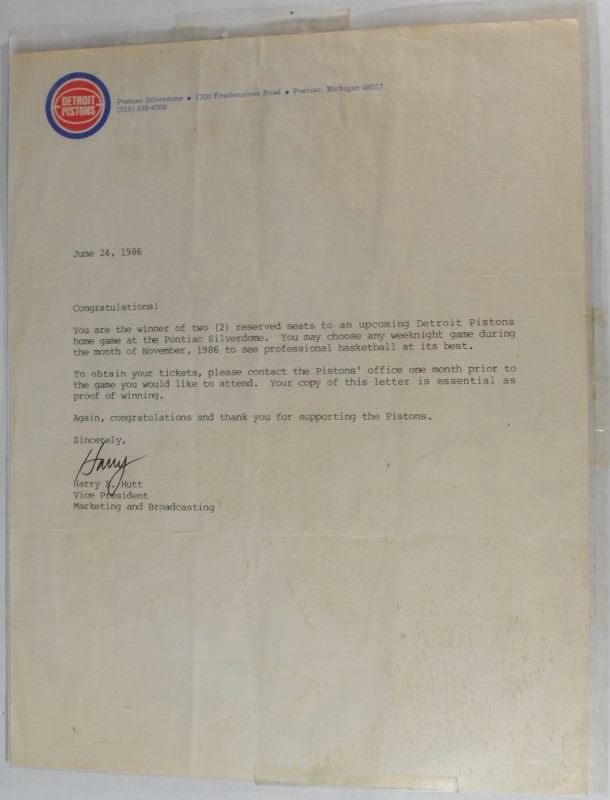 DETROIT
PISTONS
Pontiac Silverdome • 1200 Featherstone Road • Pontiac, Michigan 48057
(313) 338-4500
June 24, 1986
Congratulations!
You are the winner of two (2) reserved seats to an upcoming Detroit Pistons
home game at the Pontiac Silverdome. You may choose any weeknight game during
the month of November, 1986 to see professional basketball at its best.
To obtain your tickets, please contact the Pistons' office one month prior to
the game you would like to attend. Your copy of this letter is essential as
proof of winning.
Again, congratulations and thank you for supporting the Pistons.
Sincerely,
Harry
Harry E. Hutt
Vice President
Marketing and Broadcasting